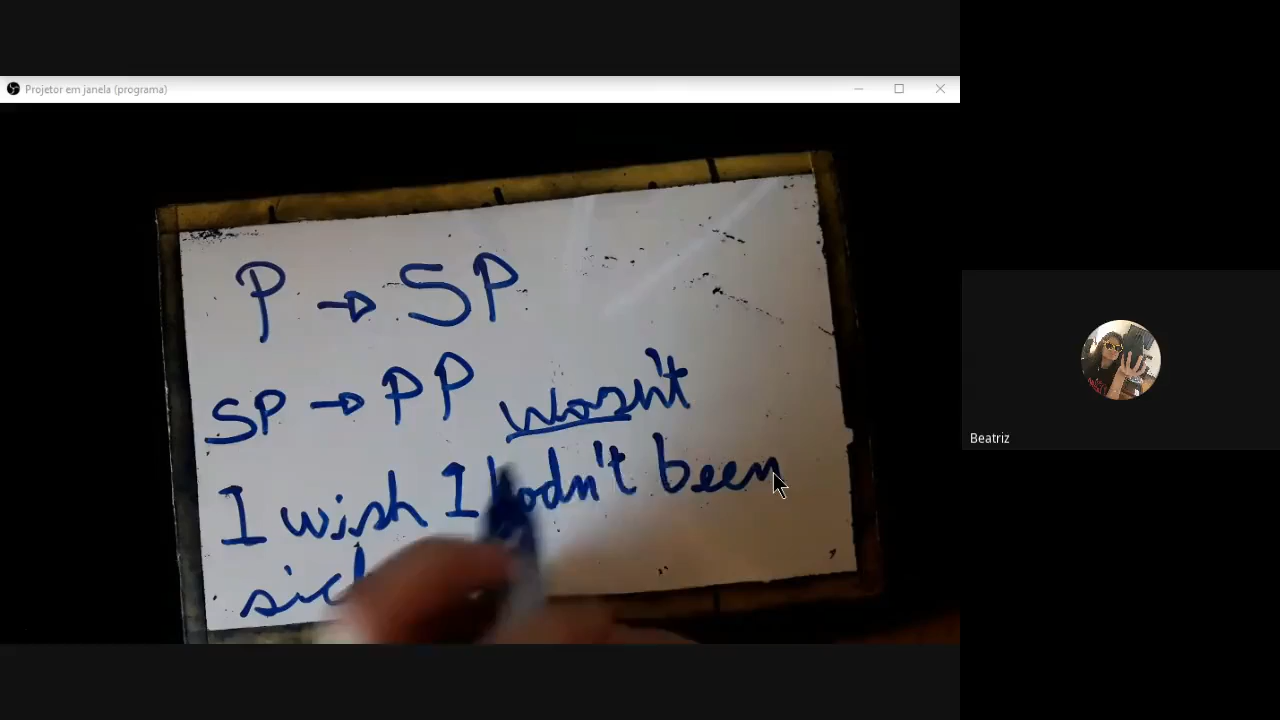 Projetor em janela (programa)
P → SP
SP → PP wasn't
I wish I hadn't been
Beatriz